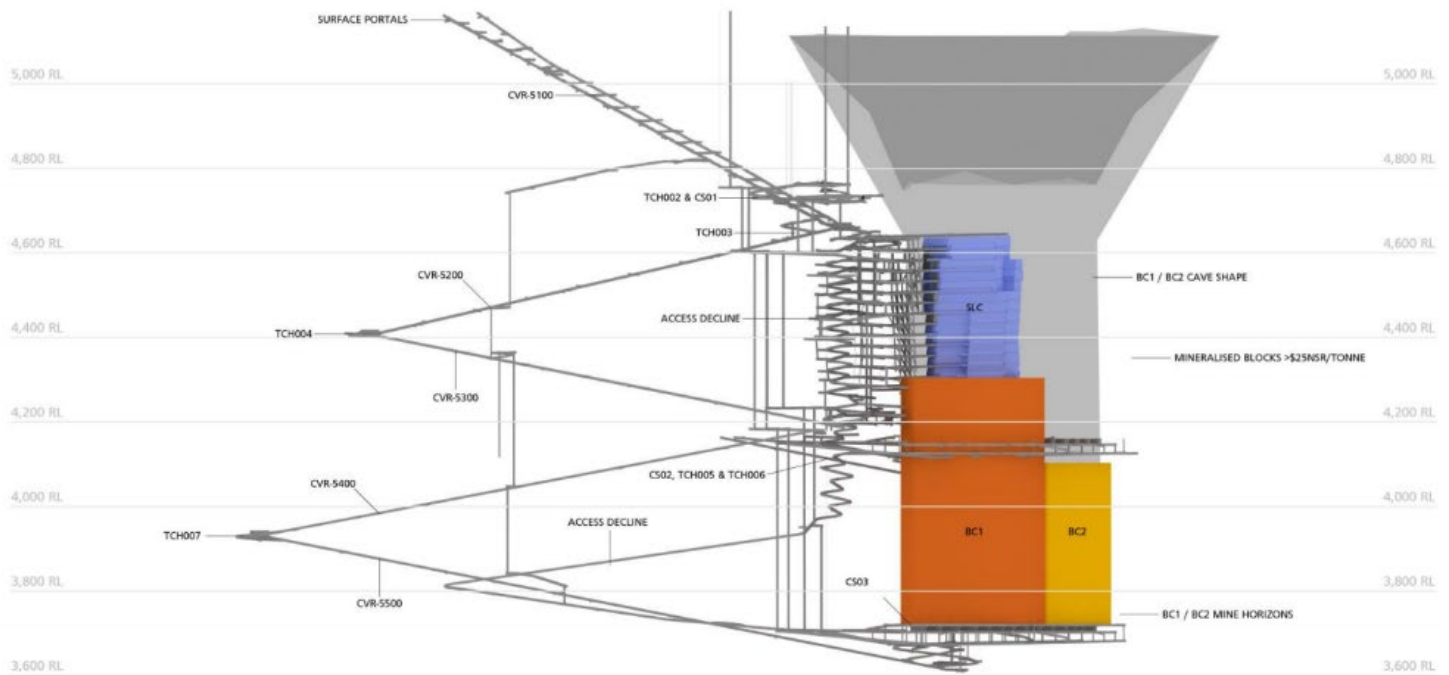 SURFACE PORTALS
5,000 RL
5,000 RL
CVR-5100
4,800 RL
4,800 RL
TCH002 & CS01
TCH003
4,600 RL
4,600 RL
CVR-5200
BC1 / BC2 CAVE SHAPE
SLC
ACCESS DECLINE
TCH004
4,400 RL
4,400 RL
MINERALISED BLOCKS >$25NSR/TONNE
CVR-5300
4,200 RL
4,200 RL
CS02, TCH005 & TCH006
CVR-5400
4,000 RL
4,000 RL
ACCESS DECLINE
TCH007
BC1
BC2
CS03
3,800 RL
3,800 RL
CVR-5500
BC1 / BC2 MINE HORIZONS
3,600 RL
3,600 RL